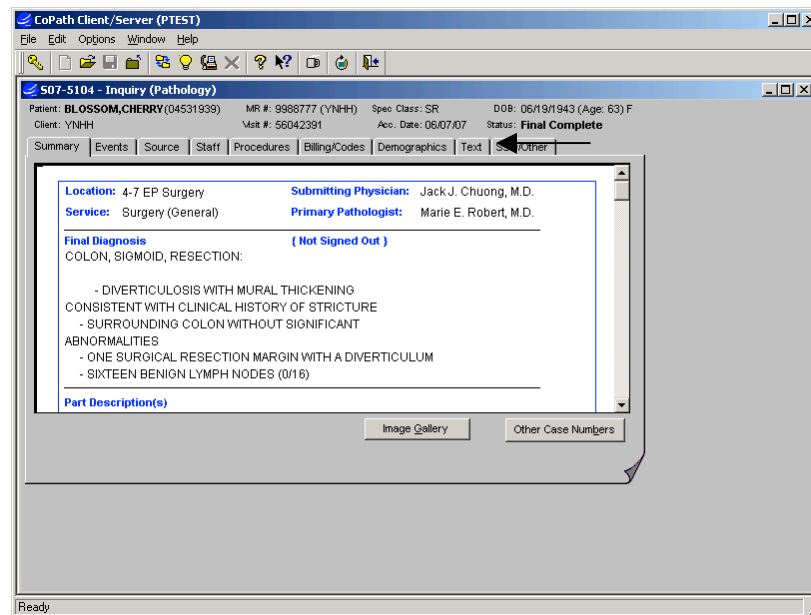 CoPath Client/Server (PTEST)
File Edit Options Window Help
S07-5104 - Inquiry (Pathology)
Patient: BLOSSOM,CHERRY(04531939) MR #: 9988777 (YNHH) Spec Class: SR DOB: 06/19/1943 (Age: 63) F
Client: YNHH Visit #: 56042391 Acc. Date: 06/07/07 Status: Final Complete
Summary Events Source Staff Procedures Billing/Codes Demographics Text
Location: 4-7 EP Surgery Submitting Physician: Jack J. Chuong, M.D.
Service: Surgery (General) Primary Pathologist: Marie E. Robert, M.D.
Final Diagnosis { Not Signed Out }
COLON, SIGMOID, RESECTION:
- DIVERTICULOSIS WITH MURAL THICKENING
CONSISTENT WITH CLINICAL HISTORY OF STRICTURE
- SURROUNDING COLON WITHOUT SIGNIFICANT
ABNORMALITIES
- ONE SURGICAL RESECTION MARGIN WITH A DIVERTICULUM
- SIXTEEN BENIGN LYMPH NODES (0/16)
Part Description(s)
Image Gallery Other Case Numbers
Ready